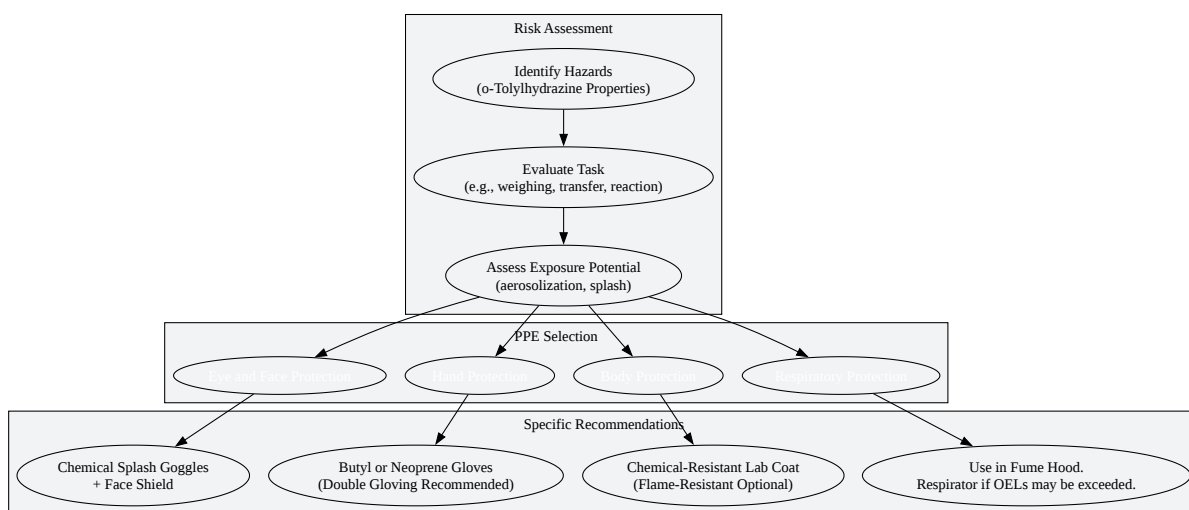 Risk Assessment
Identify Hazards
(o-Tolylhydrazine Properties)
Evaluate Task
(e.g., weighing, transfer, reaction)
Assess Exposure Potential
(aerosolization, splash)
PPE Selection
Eye and Face Protection
Hand Protection
Body Protection
Respiratory Protection
Specific Recommendations
Chemical Splash Goggles
+ Face Shield
Butyl or Neoprene Gloves
(Double Gloving Recommended)
Chemical-Resistant Lab Coat
(Flame-Resistant Optional)
Use in Fume Hood.
Respirator if OELs may be exceeded.